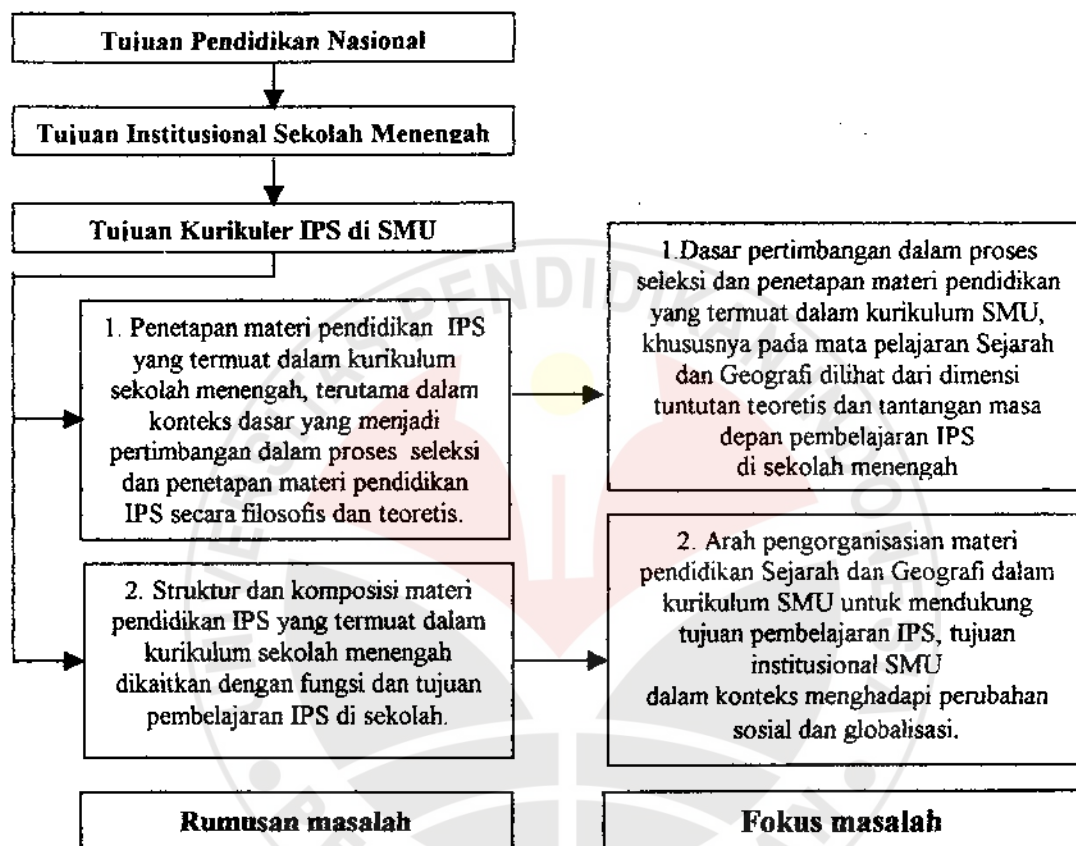 Tujuan Pendidikan Nasional
Tujuan Institusional Sekolah Menengah
Tujuan Kurikuler IPS di SMU
1. Penetapan materi pendidikan IPS
yang termuat dalam kurikulum
sekolah menengah, terutama dalam
konteks dasar yang menjadi
pertimbangan dalam proses seleksi
dan penetapan materi pendidikan
IPS secara filosofis dan teoretis.
1.Dasar pertimbangan dalam proses
seleksi dan penetapan materi pendidikan
yang termuat dalam kurikulum SMU,
khususnya pada mata pelajaran Sejarah
dan Geografi dilihat dari dimensi
tuntutan teoretis dan tantangan masa
depan pembelajaran IPS
di sekolah menengah
2. Struktur dan komposisi materi
pendidikan IPS yang termuat dalam
kurikulum sekolah menengah
dikaitkan dengan fungsi dan tujuan
pembelajaran IPS di sekolah.
2. Arah pengorganisasian materi
pendidikan Sejarah dan Geografi dalam
kurikulum SMU untuk mendukung
tujuan pembelajaran IPS, tujuan
institusional SMU
dalam konteks menghadapi perubahan
sosial dan globalisasi.
Rumusan masalah
Fokus masalah